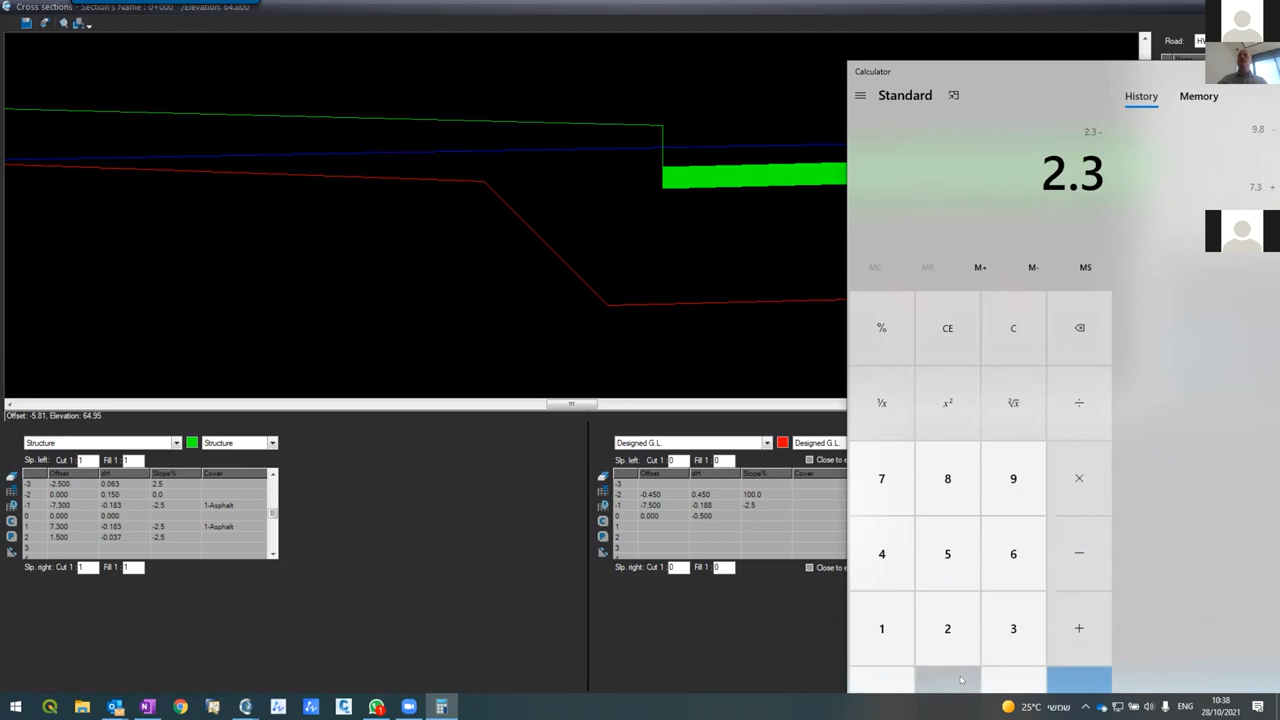 Cross sections - Section's Name : 0+000 /Elevation: 64.800
Road:
Calculator
Standard
History
Memory
2.3 -
9.8
2.3
7.3 +
MC
MR
M+
M-
MS
%
CE
C
⌫
¹/x
x²
²√x
÷
7
8
9
×
4
5
6
−
1
2
3
+
Offset: -5.81, Elevation: 64.95
Structure
Structure
Slp. left: Cut 1 : 1 Fill 1 : 1
Offset dH Slope% Cover
-3 -2.500 0.063 2.5
-2 0.000 0.150 0.0
-1 -7.300 -0.183 -2.5 1-Asphalt
0 0.000 0.000
1 7.300 -0.183 -2.5 1-Asphalt
2 1.500 -0.037 -2.5
3
Slp. right: Cut 1 : 1 Fill 1 : 1
Designed G.L.
Designed G.L.
Slp. left: Cut 1 : 0 Fill 1 : 0 Close to e
Offset dH Slope% Cover
-3
-2 -0.450 0.450 100.0
-1 -7.500 -0.188 -2.5
0 0.000 -0.500
1
2
3
Slp. right: Cut 1 : 0 Fill 1 : 0 Close to e
25°C שמשי
ENG
10:38
28/10/2021